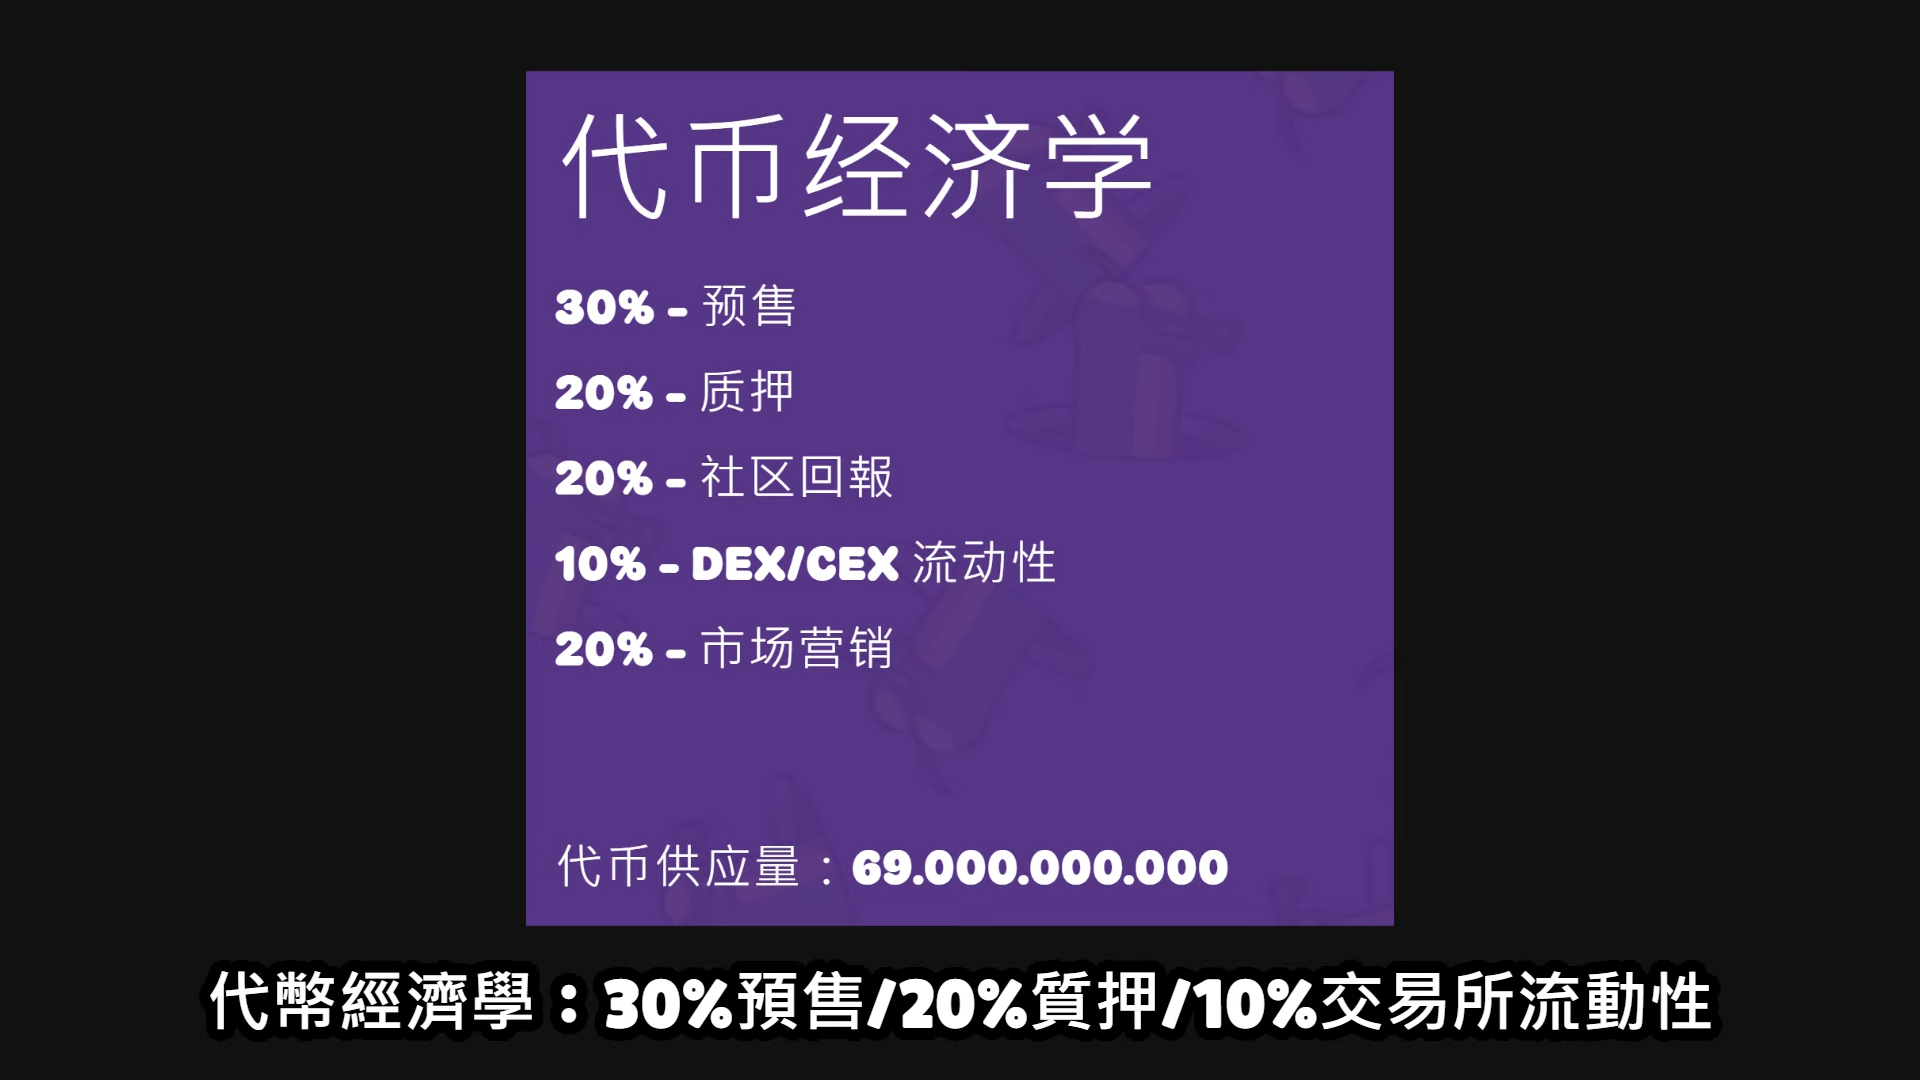 代币经济学
30% - 预售
20% - 质押
20% - 社区回報
10% - DEX/CEX 流动性
20% - 市场营销
代币供应量：69.000.000.000
代幣經濟學：30%預售/20%質押/10%交易所流動性